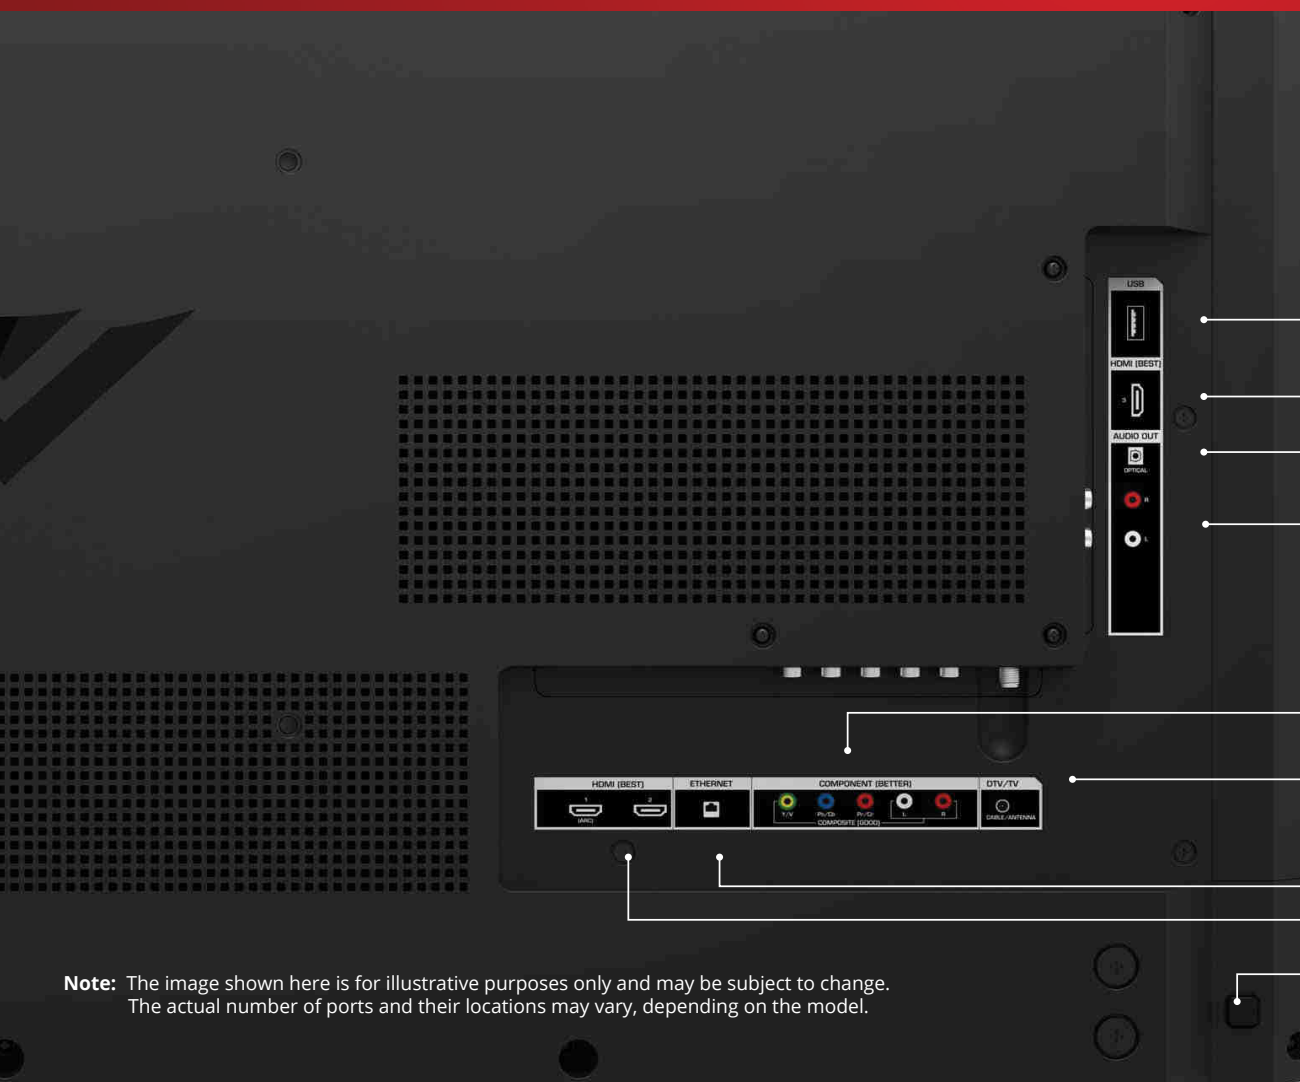 USB
HDMI (BEST)
3
AUDIO OUT
OPTICAL
R
L
HDMI (BEST)
ETHERNET
COMPONENT (BETTER)
DTV/TV
1
2
(ARC)
Y/V
Pb/Cb
Pr/Cr
L
R
COMPOSITE (GOOD)
CABLE/ANTENNA
Note: The image shown here is for illustrative purposes only and may be subject to change.
The actual number of ports and their locations may vary, depending on the model.